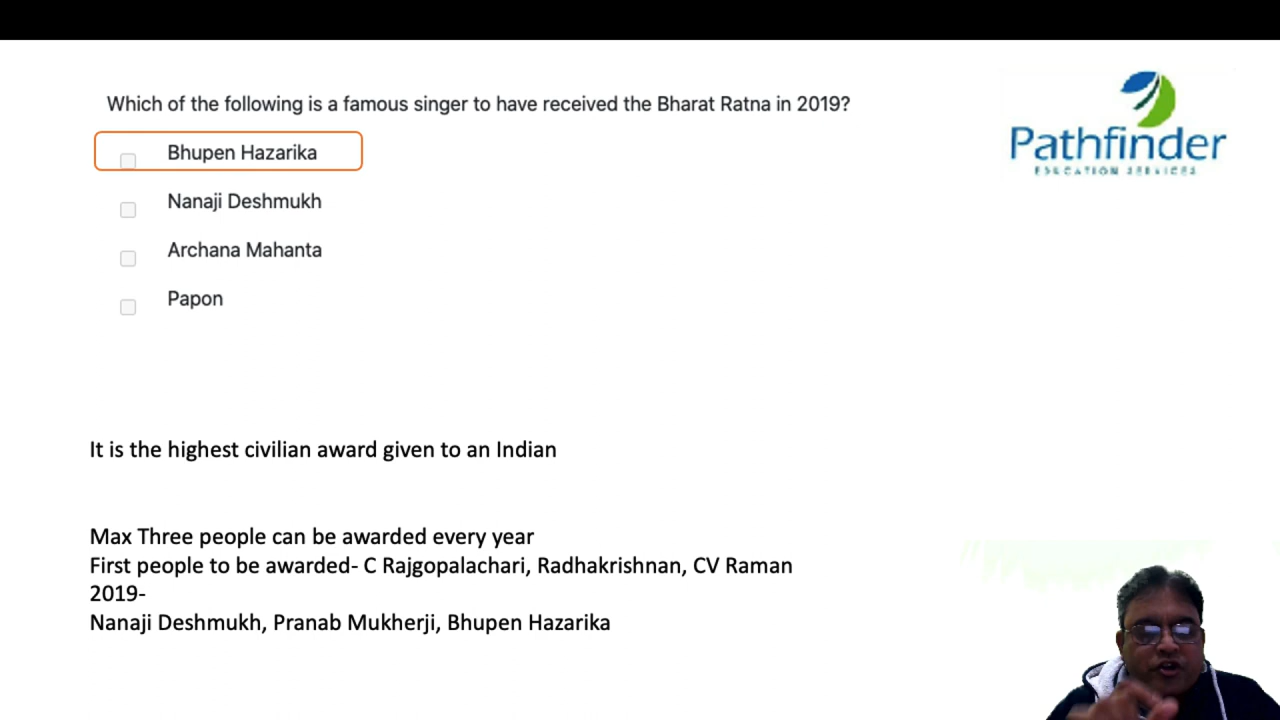 Which of the following is a famous singer to have received the Bharat Ratna in 2019?
Bhupen Hazarika
Nanaji Deshmukh
Archana Mahanta
Papon
Pathfinder
EDUCATION SERVICES
It is the highest civilian award given to an Indian
Max Three people can be awarded every year
First people to be awarded- C Rajgopalachari, Radhakrishnan, CV Raman
2019-
Nanaji Deshmukh, Pranab Mukherji, Bhupen Hazarika